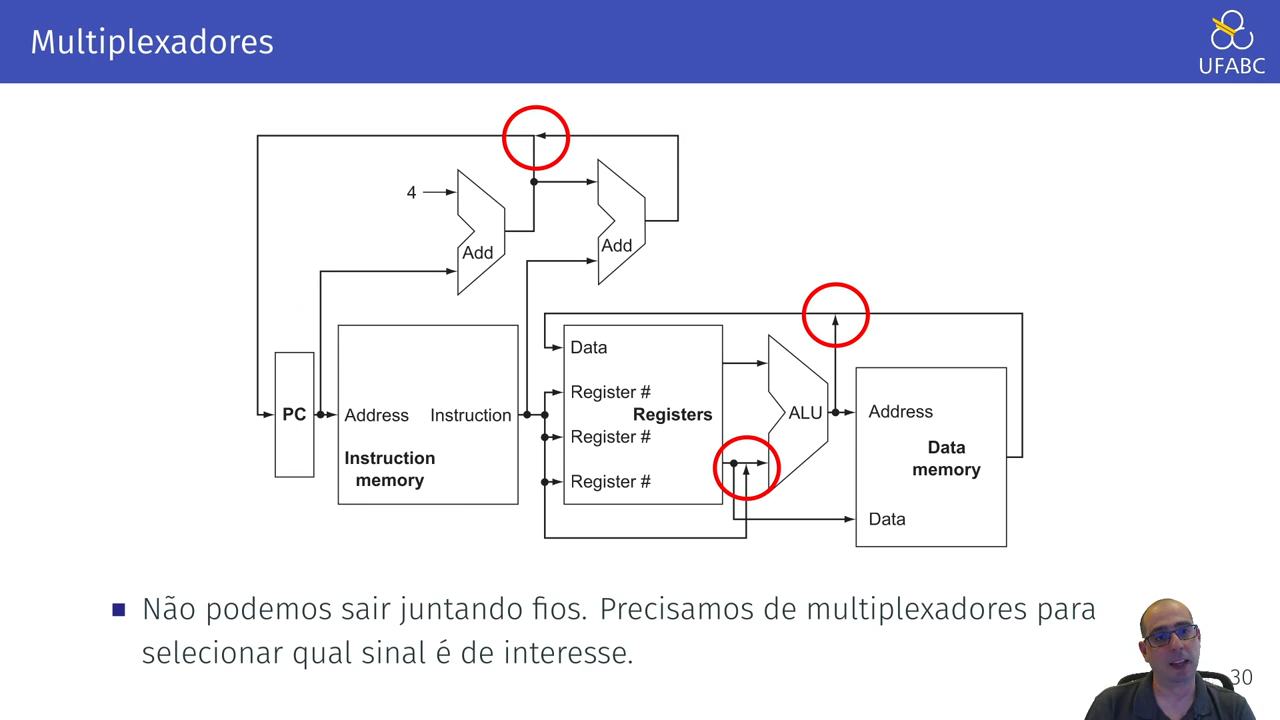 Multiplexadores
UFABC
4
Add
Add
Data
Register #
PC
Address
Instruction
Registers
ALU
Address
Register #
Instruction
memory
Data
memory
Register #
Data
Não podemos sair juntando fios. Precisamos de multiplexadores para
selecionar qual sinal é de interesse.
30